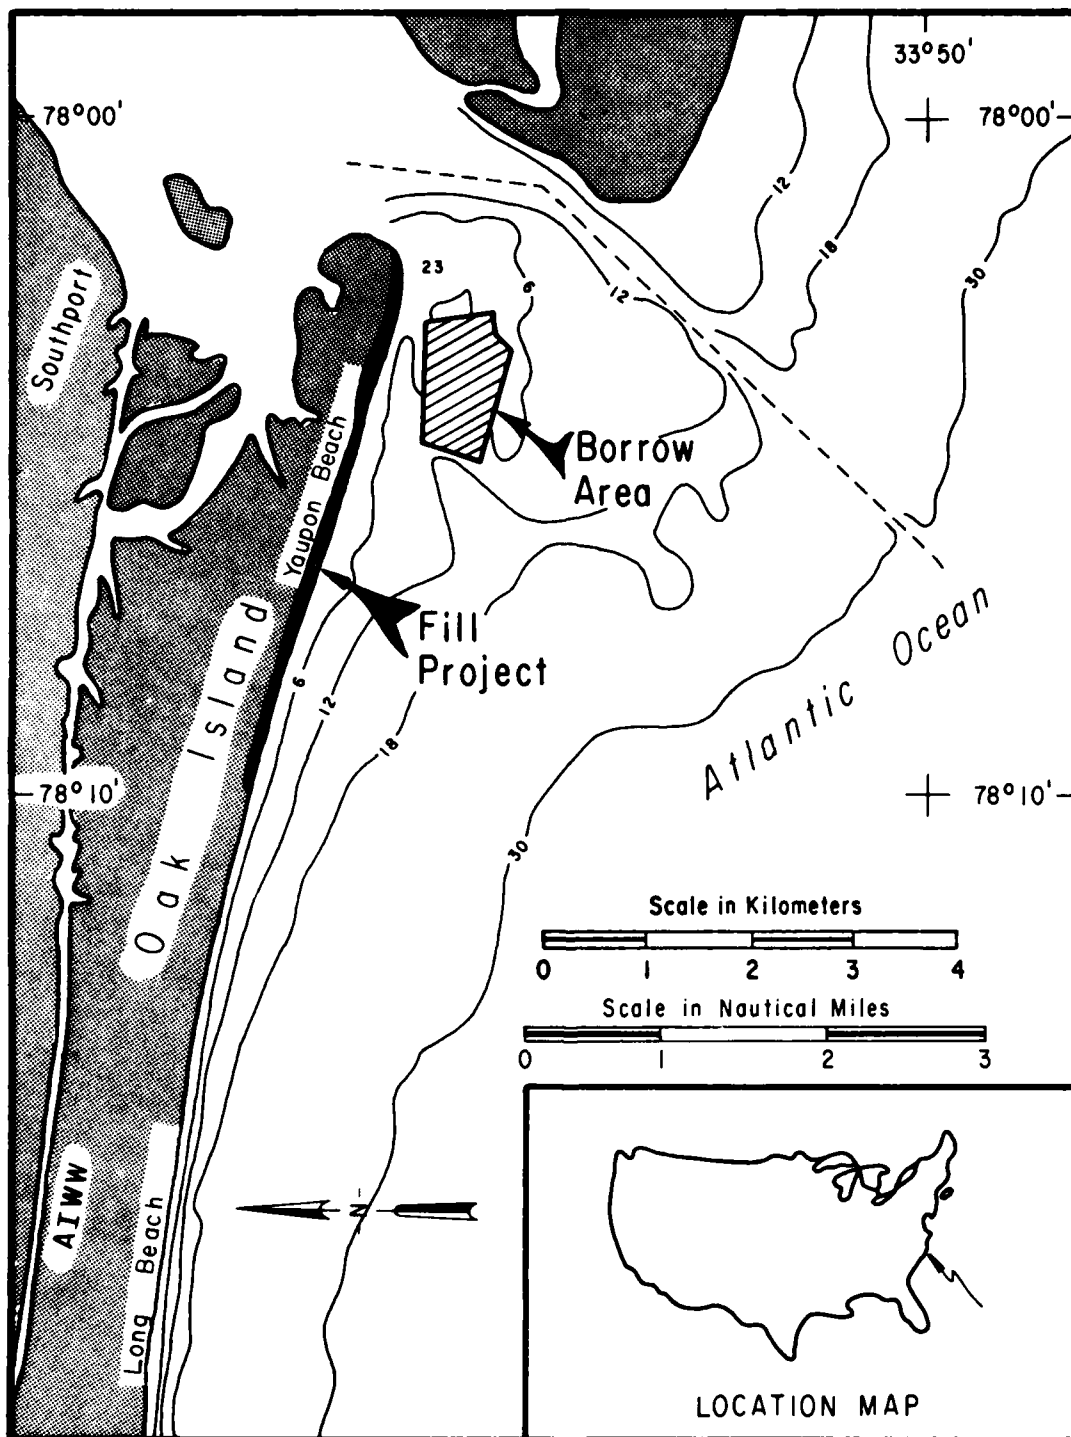 33°50'
78°00'
78°00'
12
18
30
23
6
12
Southport
Yaupon Beach
Borrow
Area
Fill
Project
Oak Island
6
12
18
30
Atlantic Ocean
78°10'
78°10'
Scale in Kilometers
0 1 2 3 4
Scale in Nautical Miles
0 1 2 3
AIWW
Long Beach
N
LOCATION MAP